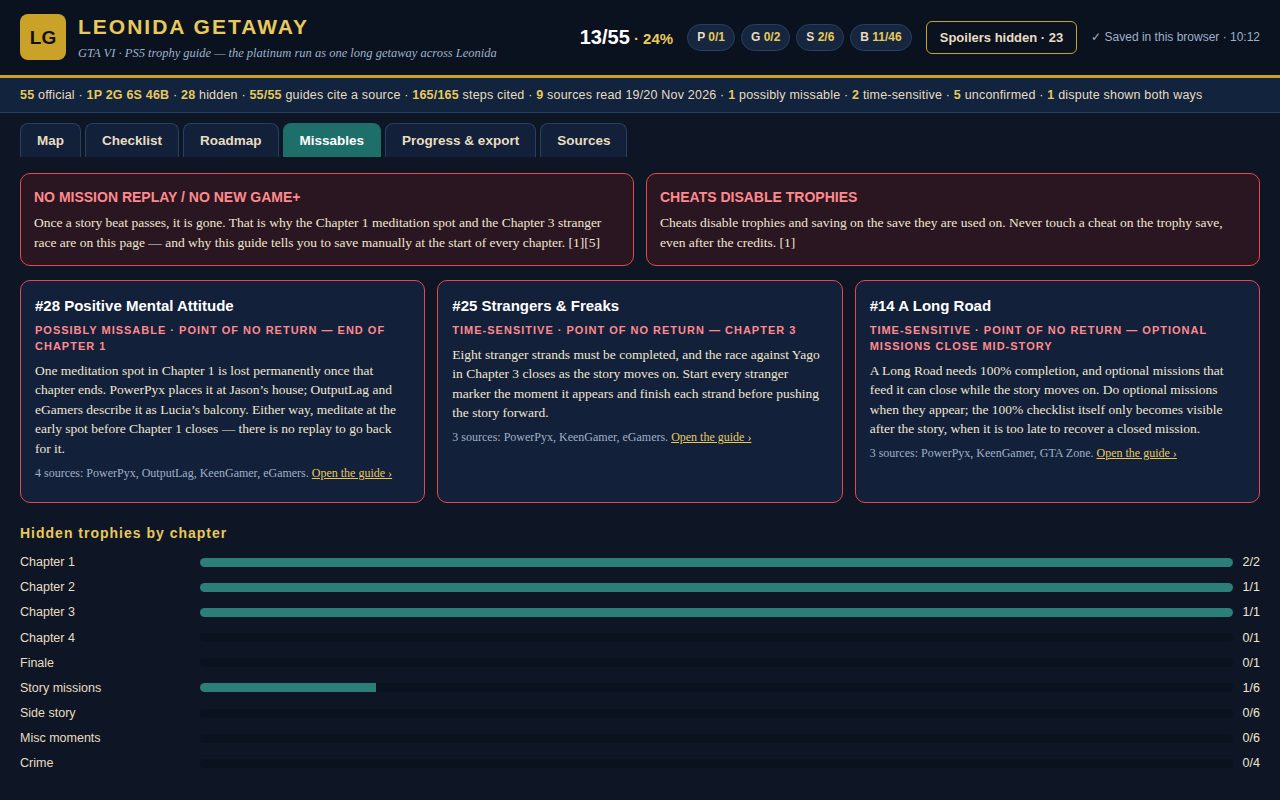 LG
LEONIDA GETAWAY
GTA VI · PS5 trophy guide — the platinum run as one long getaway across Leonida
13/55 · 24%
P 0/1
G 0/2
S 2/6
B 11/46
Spoilers hidden · 23
✓ Saved in this browser · 10:12
55 official · 1P 2G 6S 46B · 28 hidden · 55/55 guides cite a source · 165/165 steps cited · 9 sources read 19/20 Nov 2026 · 1 possibly missable · 2 time-sensitive · 5 unconfirmed · 1 dispute shown both ways
Map
Checklist
Roadmap
Missables
Progress & export
Sources
NO MISSION REPLAY / NO NEW GAME+
Once a story beat passes, it is gone. That is why the Chapter 1 meditation spot and the Chapter 3 stranger
race are on this page — and why this guide tells you to save manually at the start of every chapter. [1][5]
CHEATS DISABLE TROPHIES
Cheats disable trophies and saving on the save they are used on. Never touch a cheat on the trophy save,
even after the credits. [1]
#28 Positive Mental Attitude
POSSIBLY MISSABLE · POINT OF NO RETURN — END OF
CHAPTER 1
One meditation spot in Chapter 1 is lost permanently once that
chapter ends. PowerPyx places it at Jason’s house; OutputLag and
eGamers describe it as Lucia’s balcony. Either way, meditate at the
early spot before Chapter 1 closes — there is no replay to go back
for it.
4 sources: PowerPyx, OutputLag, KeenGamer, eGamers. Open the guide ›
#25 Strangers & Freaks
TIME-SENSITIVE · POINT OF NO RETURN — CHAPTER 3
Eight stranger strands must be completed, and the race against Yago
in Chapter 3 closes as the story moves on. Start every stranger
marker the moment it appears and finish each strand before pushing
the story forward.
3 sources: PowerPyx, KeenGamer, eGamers. Open the guide ›
#14 A Long Road
TIME-SENSITIVE · POINT OF NO RETURN — OPTIONAL
MISSIONS CLOSE MID-STORY
A Long Road needs 100% completion, and optional missions that
feed it can close while the story moves on. Do optional missions
when they appear; the 100% checklist itself only becomes visible
after the story, when it is too late to recover a closed mission.
3 sources: PowerPyx, KeenGamer, GTA Zone. Open the guide ›
Hidden trophies by chapter
Chapter 1 2/2
Chapter 2 1/1
Chapter 3 1/1
Chapter 4 0/1
Finale 0/1
Story missions 1/6
Side story 0/6
Misc moments 0/6
Crime 0/4